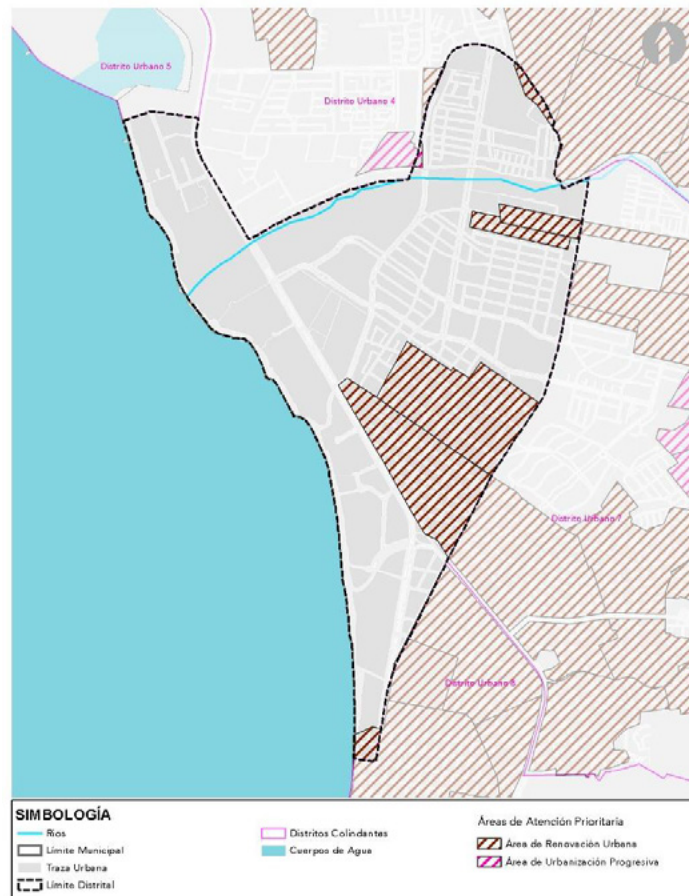 Distrito Urbano 5
Distrito Urbano 4
Distrito Urbano 7
Distrito Urbano 8
SIMBOLOGÍA
Ríos
Límite Municipal
Traza Urbana
Límite Distrital
Distritos Colindantes
Cuerpos de Agua
Áreas de Atención Prioritaria
Área de Renovación Urbana
Área de Urbanización Progresiva